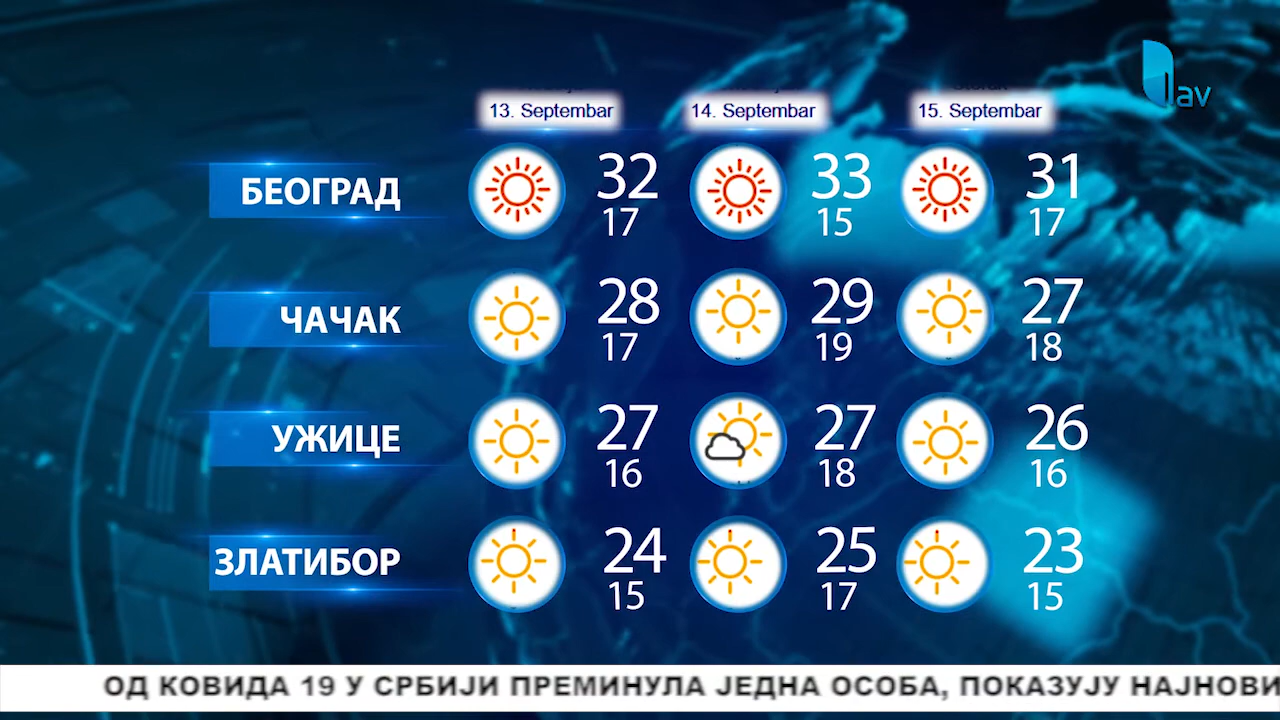 13. Septembar 14. Septembar 15. Septembar
av
БЕОГРАД 32 33 31
17 15 17
ЧАЧАК 28 29 27
17 19 18
УЖИЦЕ 27 27 26
16 18 16
ЗЛАТИБОР 24 25 23
15 17 15
ОД КОВИДА 19 У СРБИЈИ ПРЕМИНУЛА ЈЕДНА ОСОБА, ПОКАЗУЈУ НАЈНОВИ